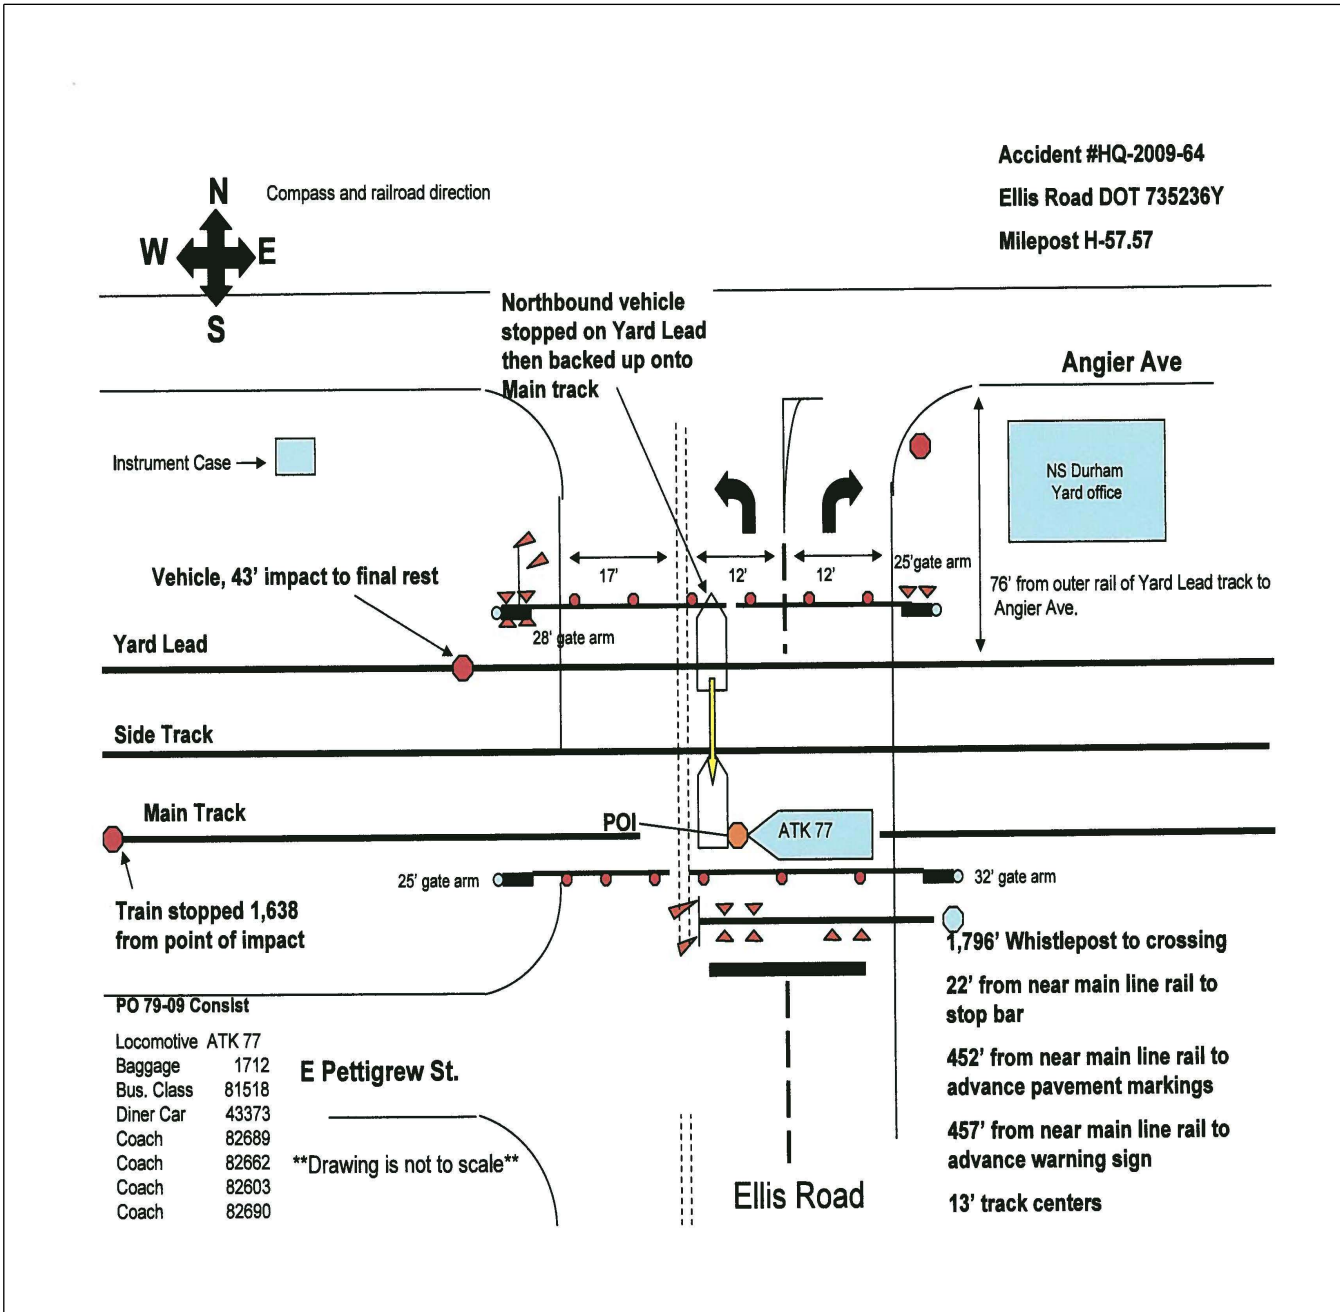 Accident #HQ-2009-64
Ellis Road DOT 735236Y
Milepost H-57.57
N
Compass and railroad direction
W E
S
Northbound vehicle
stopped on Yard Lead
then backed up onto
Main track
Angier Ave
Instrument Case
NS Durham
Yard office
17'
12'
12'
25'gate arm
Vehicle, 43' impact to final rest
76' from outer rail of Yard Lead track to
Angier Ave.
28' gate arm
Yard Lead
Side Track
Main Track
POI
ATK 77
25' gate arm
32' gate arm
Train stopped 1,638
from point of impact
1,796' Whistlepost to crossing
22' from near main line rail to
stop bar
452' from near main line rail to
advance pavement markings
457' from near main line rail to
advance warning sign
13' track centers
PO 79-09 Consist
Locomotive ATK 77
Baggage 1712
Bus. Class 81518
Diner Car 43373
Coach 82689
Coach 82662
Coach 82603
Coach 82690
E Pettigrew St.
**Drawing is not to scale**
Ellis Road